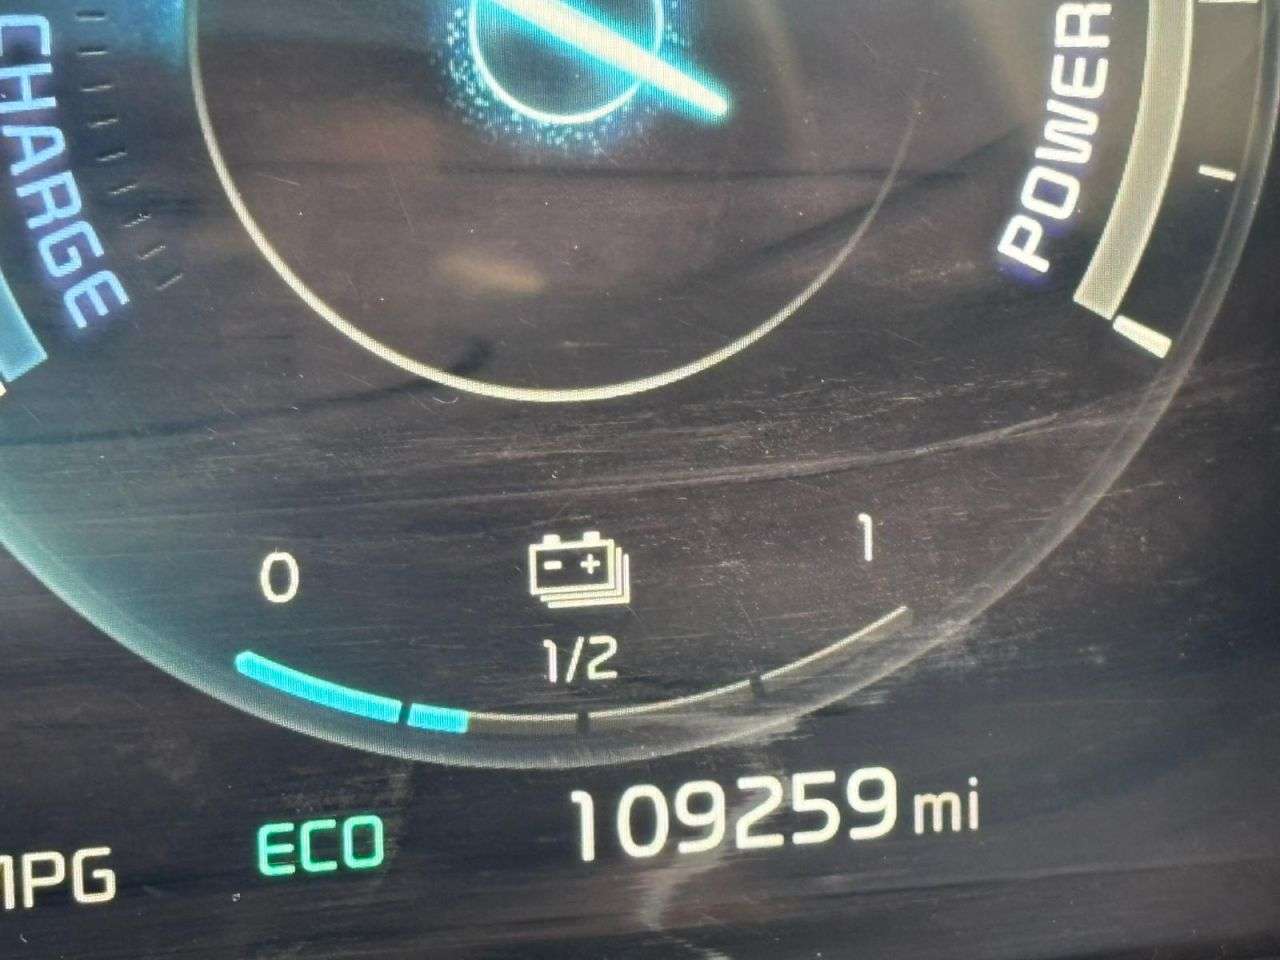 CHARGE
POWER
0
1
1/2
109259 mi
ECO
MPG